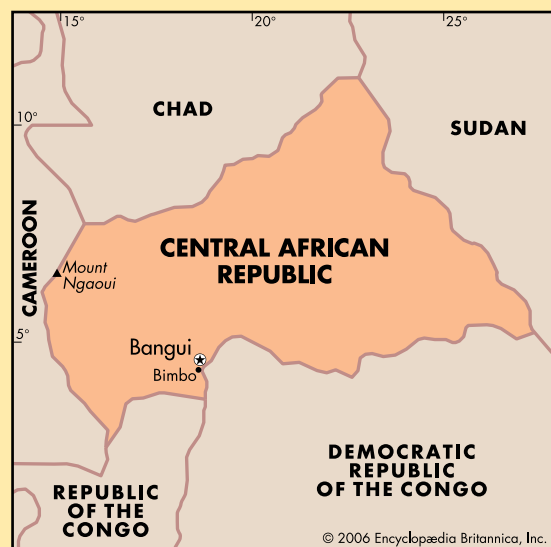 15°
20°
25°
10°
CHAD
SUDAN
CAMEROON
CENTRAL AFRICAN
REPUBLIC
Mount
Ngaoui
5°
Bangui
Bimbo
DEMOCRATIC
REPUBLIC
OF THE CONGO
REPUBLIC
OF THE
CONGO
© 2006 Encyclopædia Britannica, Inc.